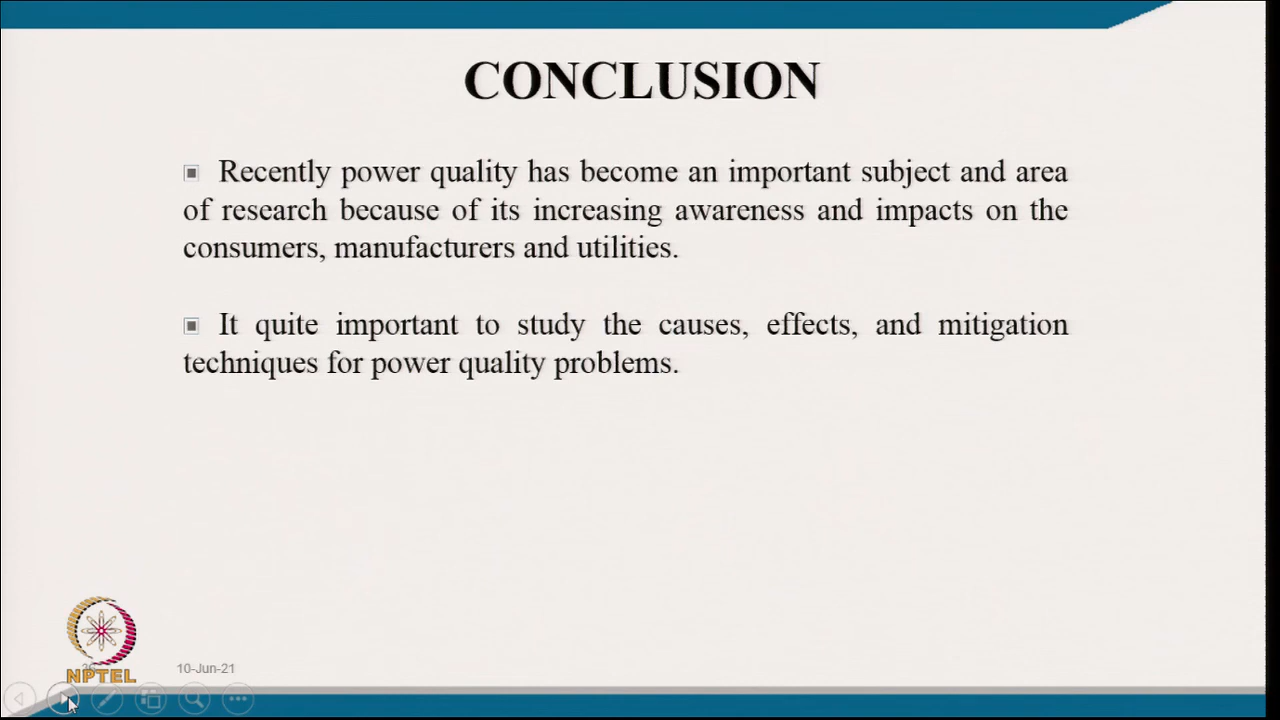 CONCLUSION
Recently power quality has become an important subject and area
of research because of its increasing awareness and impacts on the
consumers, manufacturers and utilities.
It quite important to study the causes, effects, and mitigation
techniques for power quality problems.
NPTEL
10-Jun-21